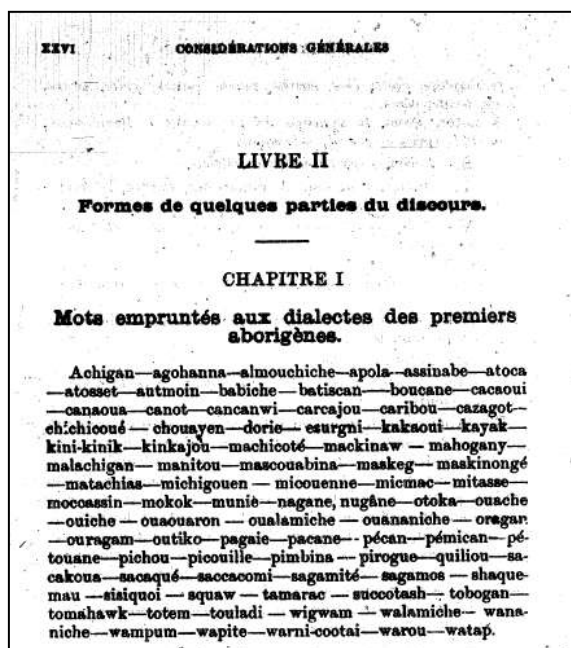 XXVI CONSIDÉRATIONS GÉNÉRALES
LIVRE II
Formes de quelques parties du discours.
CHAPITRE I
Mots empruntés aux dialectes des premiers
aborigènes.
Achigan—agohanna—almouchiche—apola—assinabe—atoca
—atosset—autmoin—babiche—batiscan—boucane—cacaoui
—canaoua—canot—cancanwi—carcajou—caribou—cazagot—
chichicoué—chouayen—dorie—esurgni—kakaoui—kayak—
kini-kinik—kinkajou—machicoté—mackinaw—mahogany—
malachigan—manitou—mascouabina—maskeg—maskinongé
—matachias—michigouen—micouenne—micmac—mitasse—
moccassin—mokok—muniè—nagane, nugâne—otoka—ouache
—ouiche—ouaouaron—oualamiche—ouananiche—oragan
—ouragam—outiko—pagaie—pacane—pécan—pémican—pé-
touane—pichou—picouille—pimbina—pirogue—quiliou—sa-
cakoua—sacaqué—saccacomi—sagamité—sagamos—shaque-
mau—sisiquoi—squaw—tamarac—succotash—tobogan—
tomahawk—totem—touladi—wigwam—walamiche—wana-
niche—wampum—wapite—warni-cootai—warou—watap.